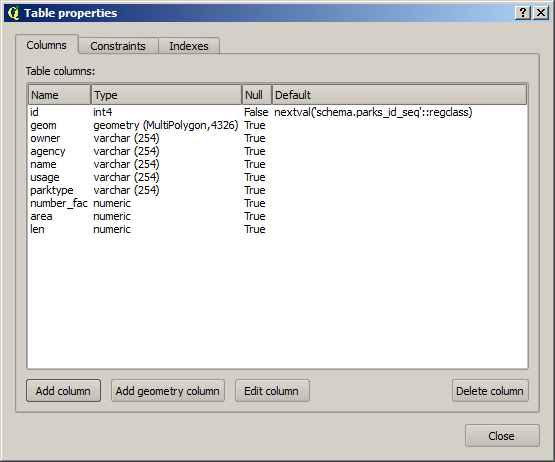 Table properties
Columns Constraints Indexes
Table columns:
Name Type Null Default
id int4 False nextval('schema.parks_id_seq'::regclass)
geom geometry (MultiPolygon,4326) True
owner varchar (254) True
agency varchar (254) True
name varchar (254) True
usage varchar (254) True
parktype varchar (254) True
number_fac numeric True
area numeric True
len numeric True
Add column Add geometry column Edit column Delete column
Close